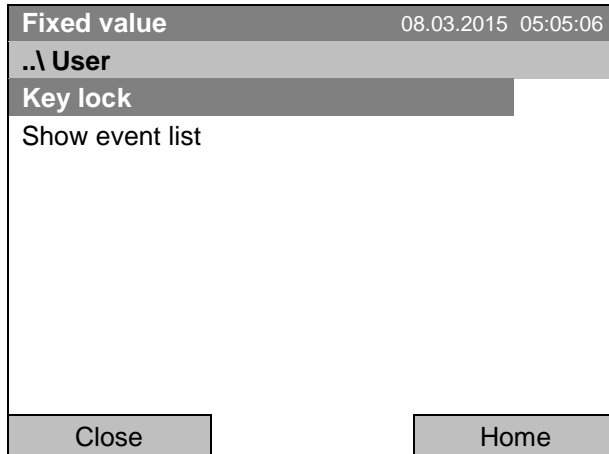 Fixed value 08.03.2015 05:05:06
..\ User
Key lock
Show event list
Close Home